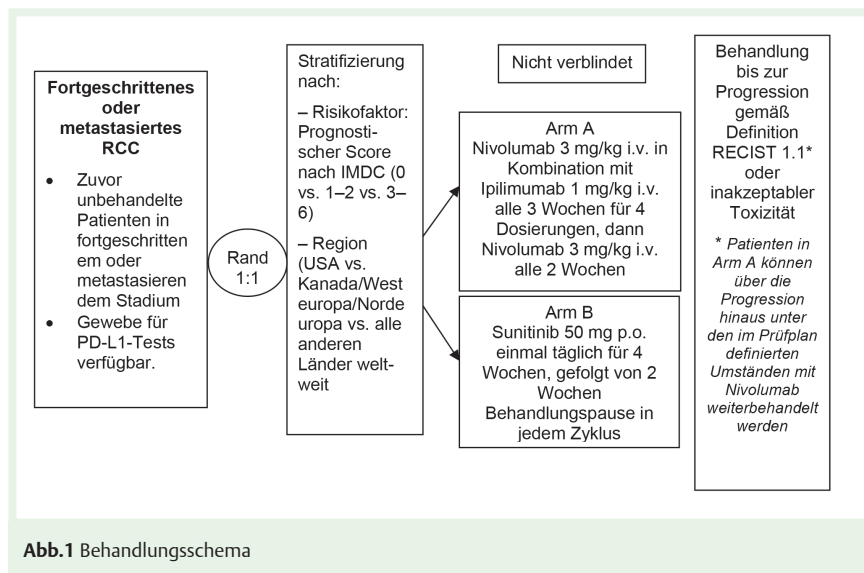 Fortgeschrittenes
oder
metastasiertes
RCC
• Zuvor
unbehandelte
Patienten in
fortgeschritten
em oder
metastasieren
dem Stadium
• Gewebe für
PD-L1-Tests
verfügbar.
Rand
1:1
Stratifizierung
nach:
– Risikofaktor:
Prognosti-
scher Score
nach IMDC (0
vs. 1–2 vs. 3–
6)
– Region
(USA vs.
Kanada/West
europa/Norde
uropa vs. alle
anderen
Länder welt-
weit
Nicht verblindet
Arm A
Nivolumab 3 mg/kg i.v. in
Kombination mit
Ipilimumab 1 mg/kg i.v.
alle 3 Wochen für 4
Dosierungen, dann
Nivolumab 3 mg/kg i.v.
alle 2 Wochen
Arm B
Sunitinib 50 mg p.o.
einmal täglich für 4
Wochen, gefolgt von 2
Wochen
Behandlungspause in
jedem Zyklus
Behandlung
bis zur
Progression
gemäß
Definition
RECIST 1.1*
oder
inakzeptabler
Toxizität
* Patienten in
Arm A können
über die
Progression
hinaus unter
den im Prüfplan
definierten
Umständen mit
Nivolumab
weiterbehandelt
werden
Abb.1 Behandlungsschema